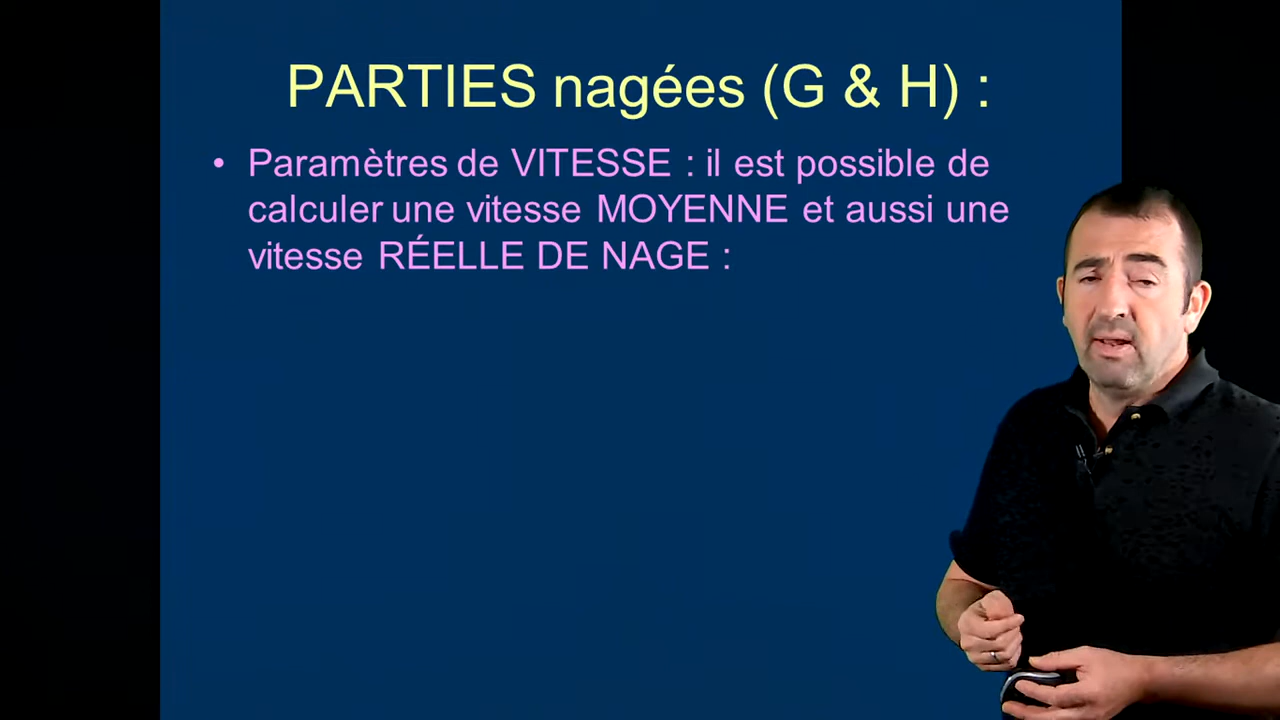 PARTIES nagées (G & H) :
• Paramètres de VITESSE : il est possible de
calculer une vitesse MOYENNE et aussi une
vitesse RÉELLE DE NAGE :